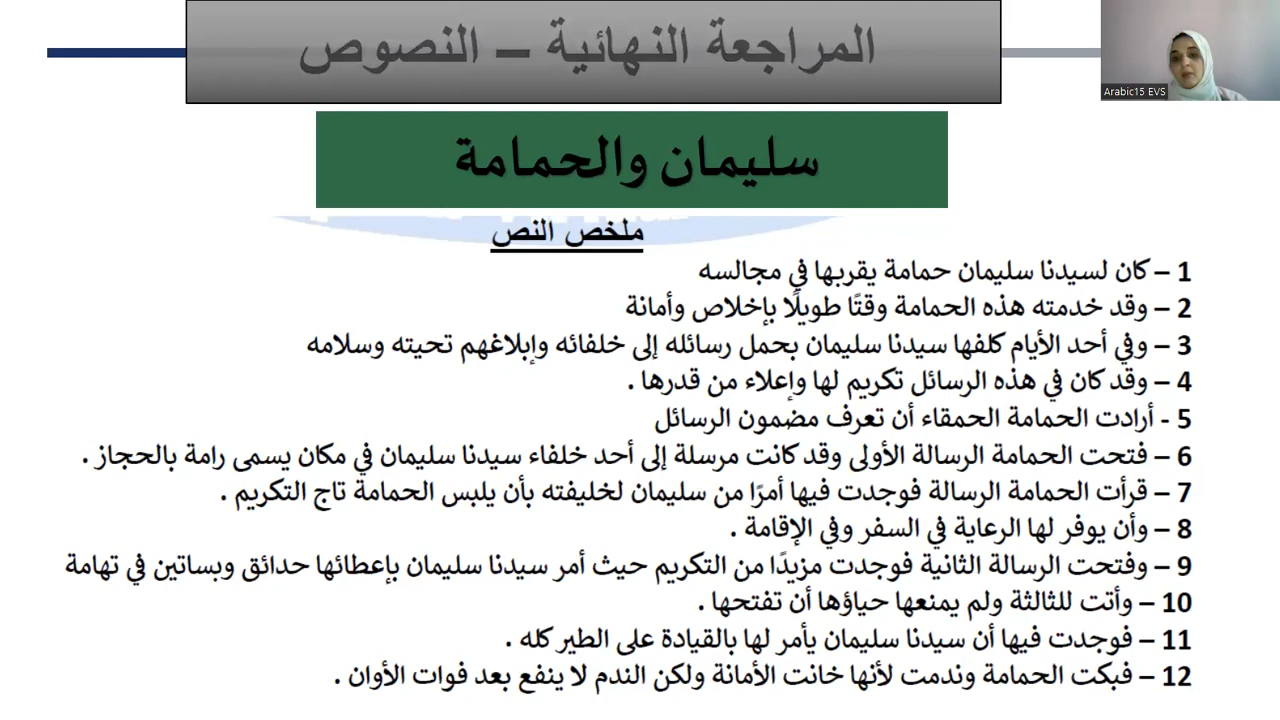 المراجعة النهائية – النصوص
Arabic15 EVS
سليمان والحمامة
ملخص النص
1 – كان لسيدنا سليمان حمامة يقربها في مجالسه
2 – وقد خدمته هذه الحمامة وقتًا طويلًا بإخلاص وأمانة
3 – وفي أحد الأيام كلفها سيدنا سليمان بحمل رسائله إلى خلفائه وإبلاغهم تحيته وسلامه
4 – وقد كان في هذه الرسائل تكريم لها وإعلاء من قدرها .
5 - أرادت الحمامة الحمقاء أن تعرف مضمون الرسائل
6 – فتحت الحمامة الرسالة الأولى وقد كانت مرسلة إلى أحد خلفاء سيدنا سليمان في مكان يسمى رامة بالحجاز .
7 – قرأت الحمامة الرسالة فوجدت فيها أمرًا من سليمان لخليفته بأن يلبس الحمامة تاج التكريم .
8 – وأن يوفر لها الرعاية في السفر وفي الإقامة .
9 – وفتحت الرسالة الثانية فوجدت مزيدًا من التكريم حيث أمر سيدنا سليمان بإعطائها حدائق وبساتين في تهامة
10 – وأتت للثالثة ولم يمنعها حياؤها أن تفتحها .
11 – فوجدت فيها أن سيدنا سليمان يأمر لها بالقيادة على الطير كله .
12 – فبكت الحمامة وندمت لأنها خانت الأمانة ولكن الندم لا ينفع بعد فوات الأوان .